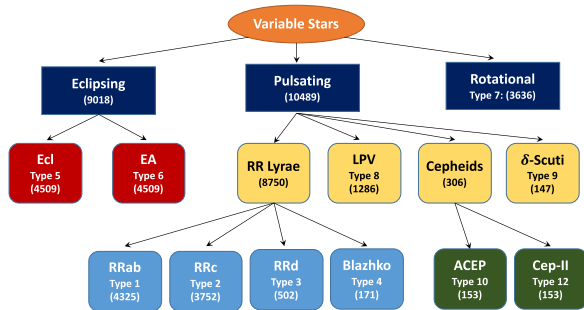 Variable Stars
Eclipsing
(9018)
Pulsating
(10489)
Rotational
Type 7: (3636)
Ecl
Type 5
(4509)
EA
Type 6
(4509)
RR Lyrae
(8750)
LPV
Type 8
(1286)
Cepheids
(306)
δ-Scuti
Type 9
(147)
RRab
Type 1
(4325)
RRc
Type 2
(3752)
RRd
Type 3
(502)
Blazhko
Type 4
(171)
ACEP
Type 10
(153)
Cep-II
Type 12
(153)